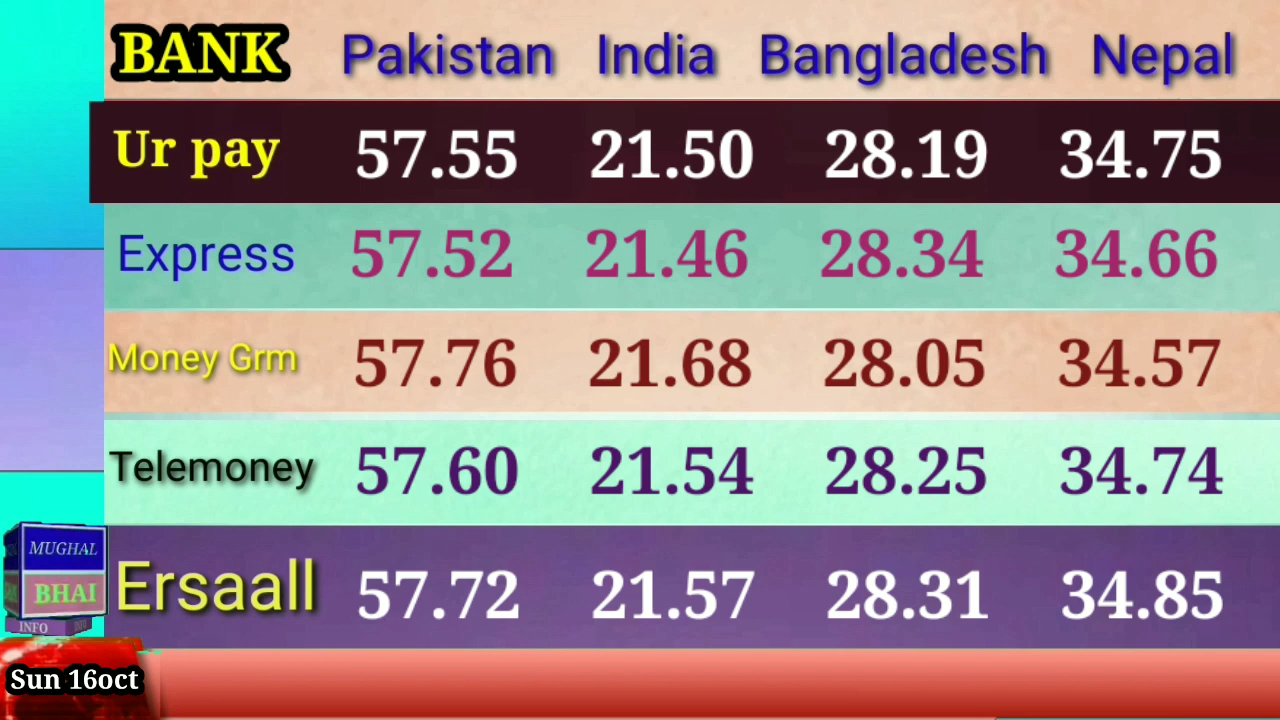 BANK Pakistan India Bangladesh Nepal
Ur pay 57.55 21.50 28.19 34.75
Express 57.52 21.46 28.34 34.66
Money Grm 57.76 21.68 28.05 34.57
Telemoney 57.60 21.54 28.25 34.74
Ersaall 57.72 21.57 28.31 34.85
MUGHAL
BHAI
INFO
Sun 16oct